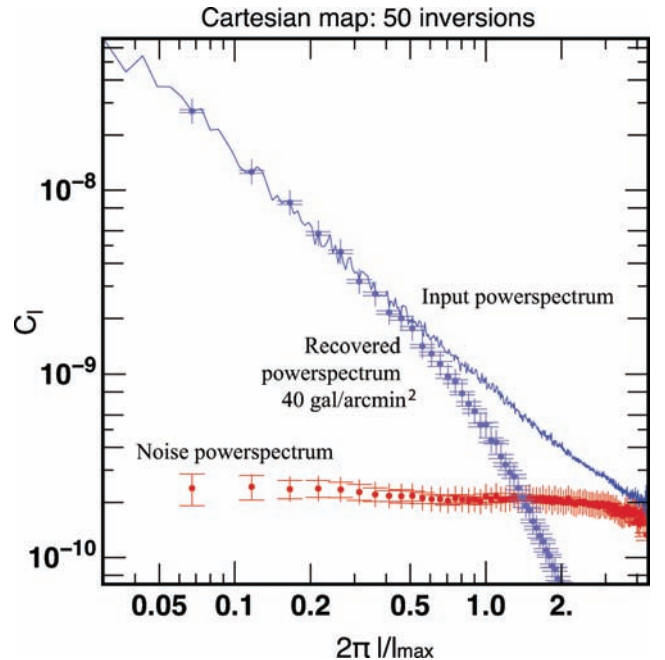 Cartesian map: 50 inversions
10⁻⁸
10⁻⁹
10⁻¹⁰
C_l
Input powerspectrum
Recovered
powerspectrum
40 gal/arcmin²
Noise powerspectrum
0.05 0.1 0.2 0.5 1.0 2.
2π l/lmax